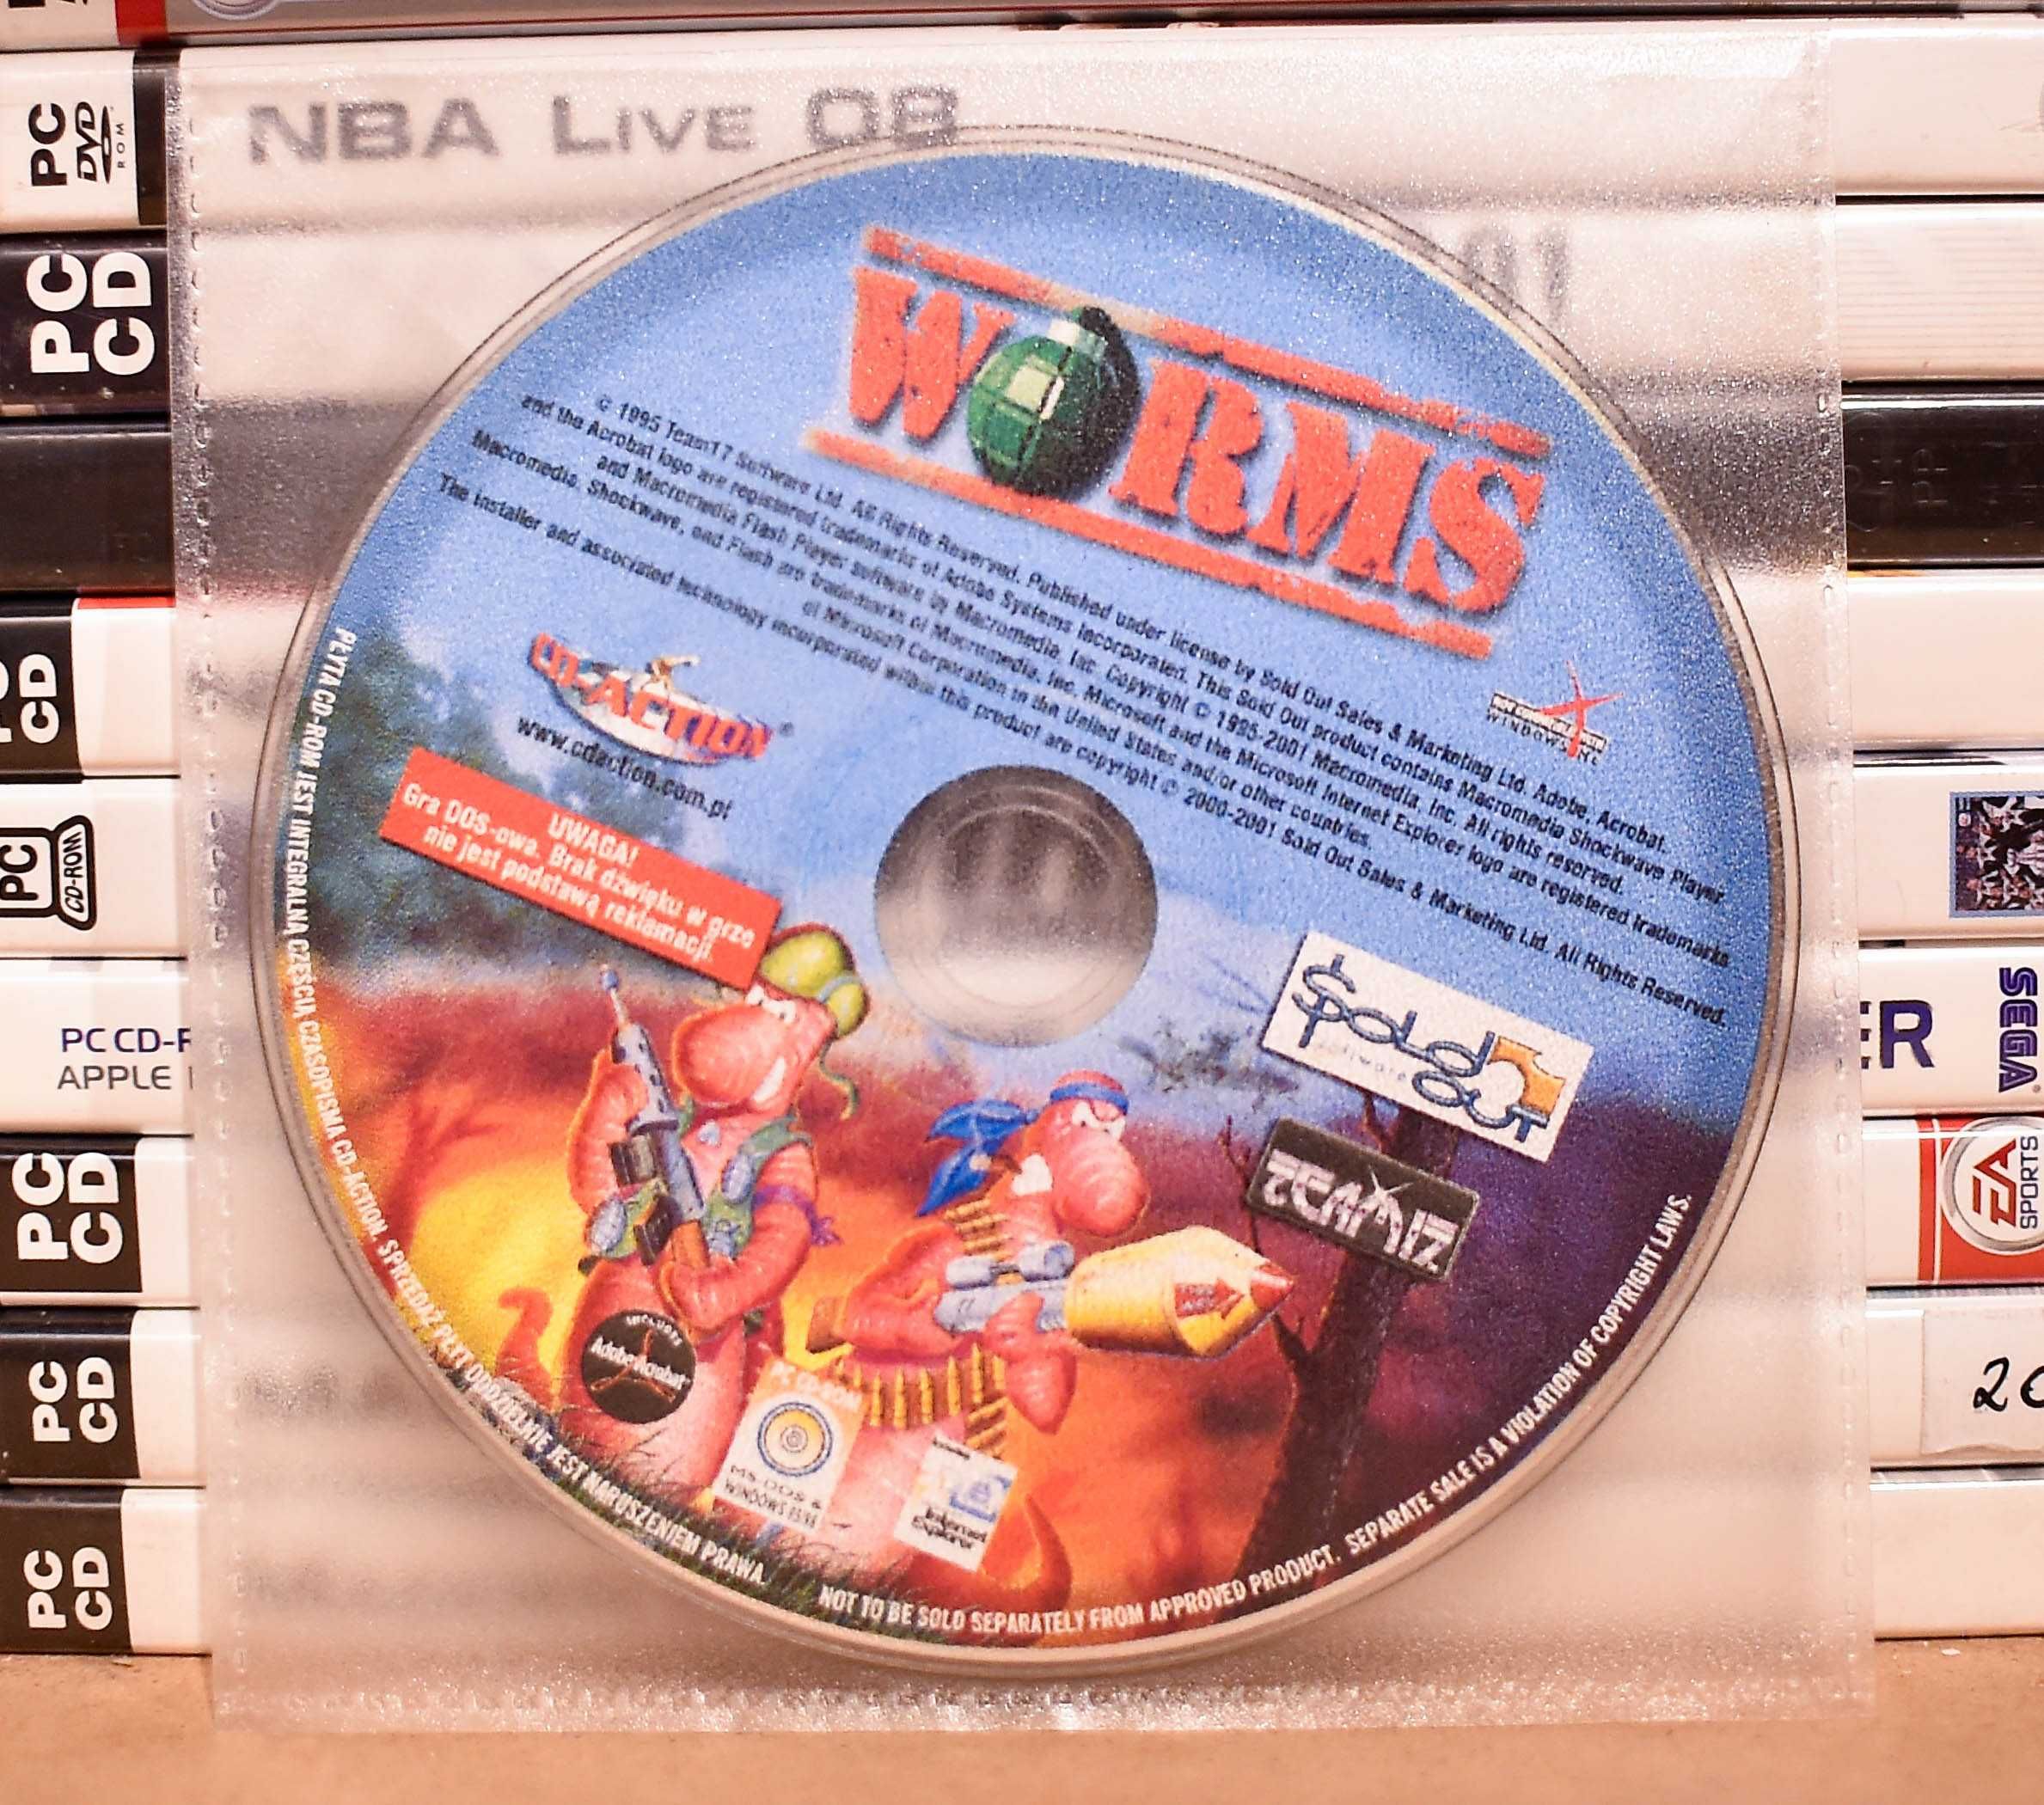 NBA LIVE 08
PC
DVD
ROM
PC
CD
WORMS
© 1995 Team17 Software Ltd. All Rights Reserved. Published under license by Sold Out Sales & Marketing Ltd. Adobe, Acrobat,
and the Acrobat logo are registered trademarks of Adobe Systems Incorporated. This Sold Out product contains Macromedia Shockwave Player
and Macromedia Flash Player software by Macromedia, Inc. Copyright © 1995-2001 Macromedia, Inc. All rights reserved.
Macromedia, Shockwave, and Flash are trademarks of Macromedia, Inc. Microsoft and the Microsoft Internet Explorer logo are registered trademarks
of Microsoft Corporation in the United States and/or other countries.
The installer and associated technology incorporated within this product are copyright © 2000-2001 Sold Out Sales & Marketing Ltd. All Rights Reserved.
WINDOWS
CD-ACTION®
www.cdaction.com.pl
UWAGA!
Gra DOS-owa. Brak dźwięku w grze
nie jest podstawą reklamacji.
CD
PC
CD-ROM
PC CD-R
APPLE
PC
CD
PC
CD
PC
CD
Sold
software
OUT
TEAM17
INCLUDES
Adobe Acrobat
PC CD-ROM
MS-DOS &
WINDOWS 95/98
Internet
Explorer
PŁYTA CD-ROM JEST INTEGRALNĄ CZĘŚCIĄ CZASOPISMA CD-ACTION. SPRZEDAŻ PŁYT ODDZIELNIE JEST NARUSZENIEM PRAWA.
NOT TO BE SOLD SEPARATELY FROM APPROVED PRODUCT. SEPARATE SALE IS A VIOLATION OF COPYRIGHT LAWS.
ER
SEGA
EA
SPORTS